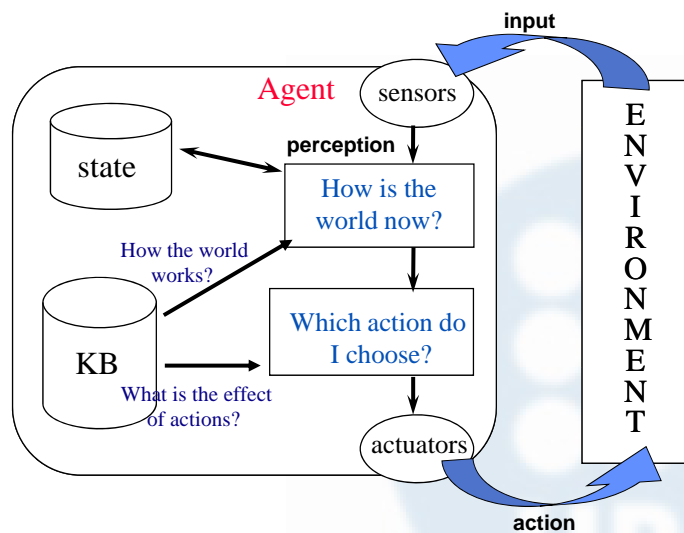 input
Agent
sensors
perception
state
How is the
world now?
How the world
works?
Which action do
I choose?
KB
What is the effect
of actions?
actuators
action
ENVIRONMENT